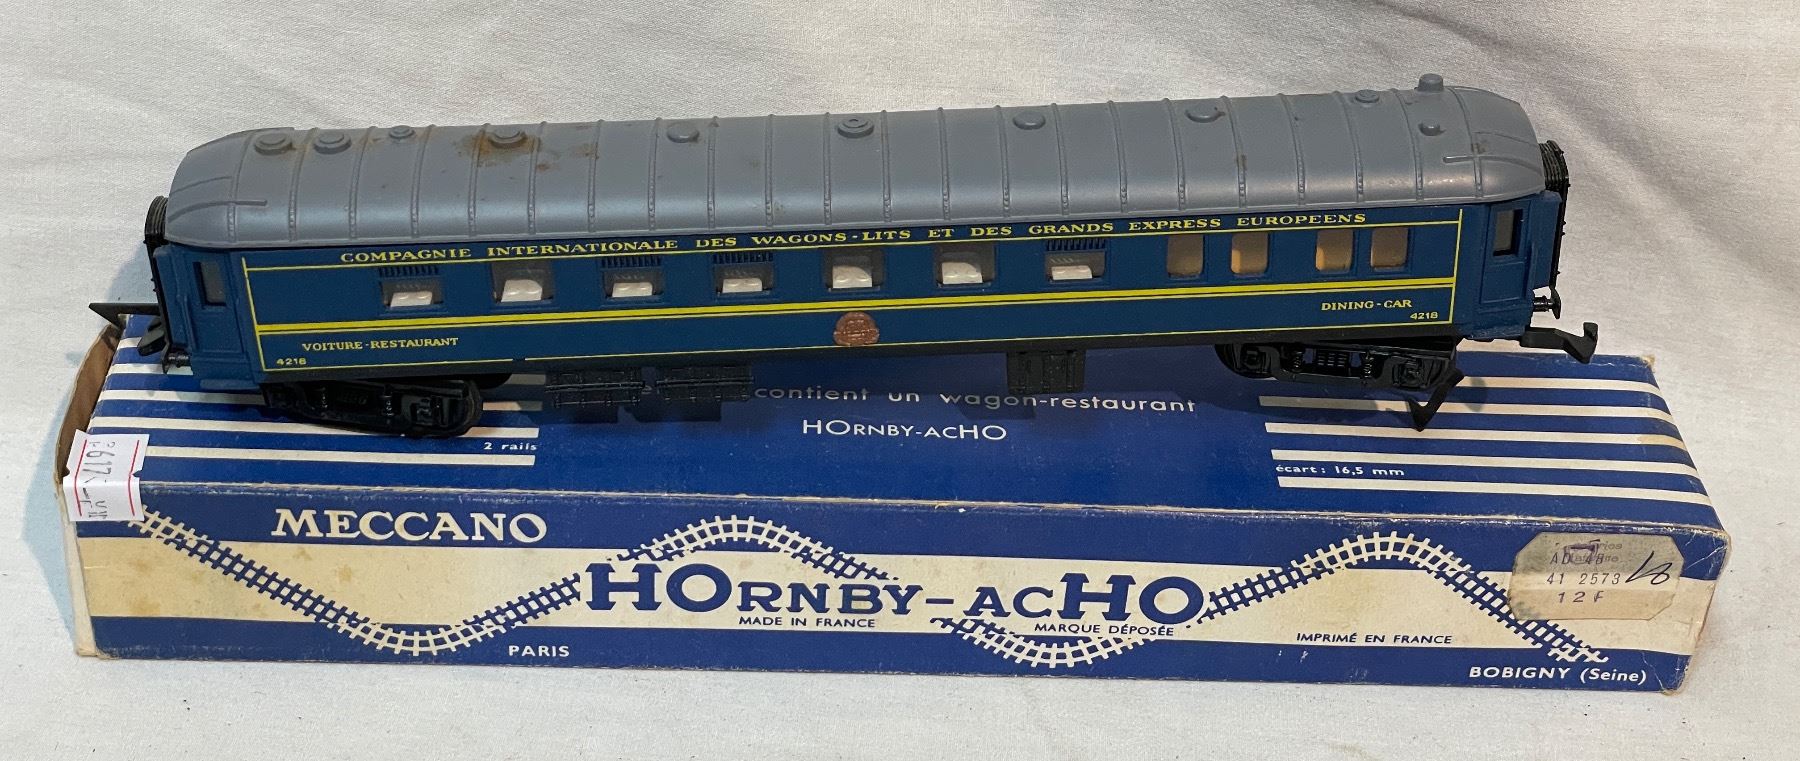 COMPAGNIE INTERNATIONALE DES WAGONS-LITS ET DES GRANDS EXPRESS EUROPEENS
VOITURE-RESTAURANT
4218
DINING-CAR
4218
contient un wagon-restaurant
HORNBY-ACHO
2 rails
écart: 16,5 mm
MECCANO
HORNBY-ACHO
MADE IN FRANCE
MARQUE DÉPOSÉE
PARIS
IMPRIMÉ EN FRANCE
BOBIGNY (Seine)
41 2573
12 F